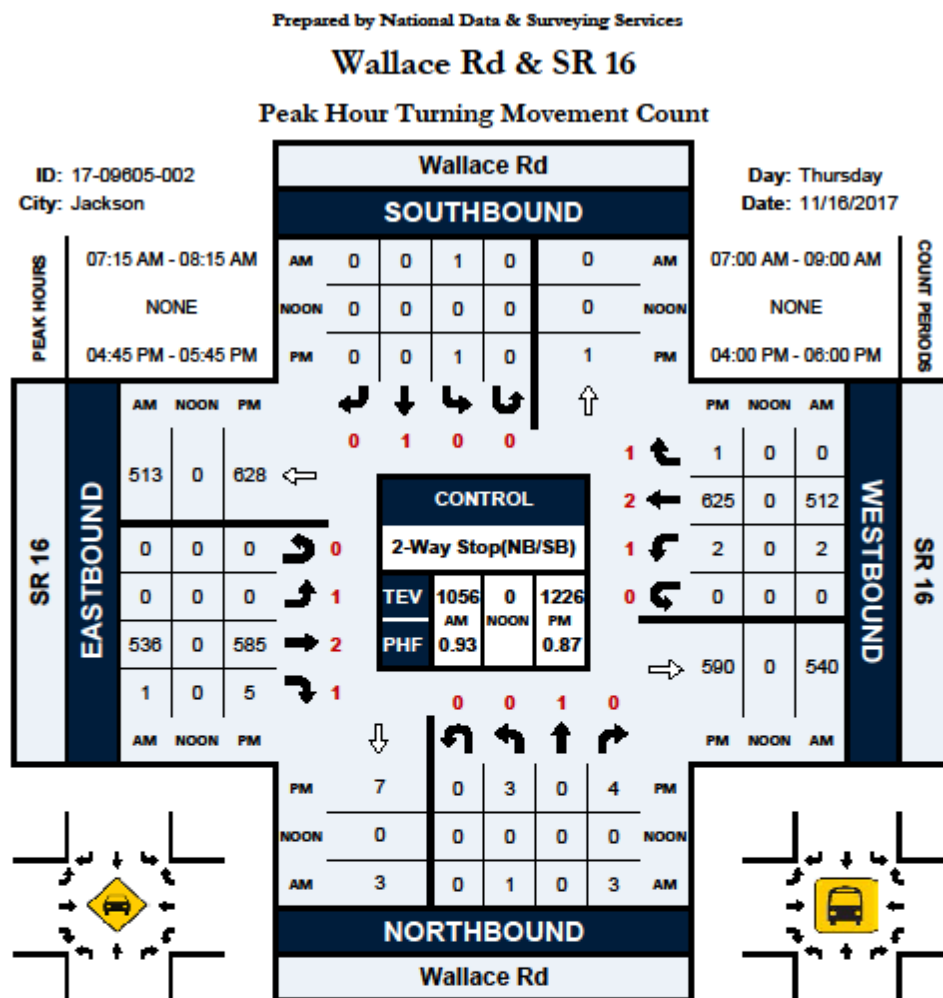 Prepared by National Data & Surveying Services
Wallace Rd & SR 16
Peak Hour Turning Movement Count
ID: 17-09605-002
City: Jackson
Day: Thursday
Date: 11/16/2017
Wallace Rd
SOUTHBOUND
PEAK HOURS
07:15 AM - 08:15 AM
NONE
04:45 PM - 05:45 PM
AM 0 0 1 0 0 AM
NOON 0 0 0 0 0 NOON
PM 0 0 1 0 1 PM
0 1 0 0
07:00 AM - 09:00 AM
NONE
04:00 PM - 06:00 PM
COUNT PERIODS
SR 16
EASTBOUND
AM NOON PM
513 0 628
0 0 0 0
0 0 0 1
536 0 585 2
1 0 5 1
AM NOON PM
CONTROL
2-Way Stop(NB/SB)
TEV 1056 0 1226
AM NOON PM
PHF 0.93 0.87
PM NOON AM
1 1 0 0
2 625 0 512
1 2 0 2
0 0 0 0
590 0 540
PM NOON AM
WESTBOUND
SR 16
0 0 1 0
PM 7 0 3 0 4 PM
NOON 0 0 0 0 0 NOON
AM 3 0 1 0 3 AM
NORTHBOUND
Wallace Rd